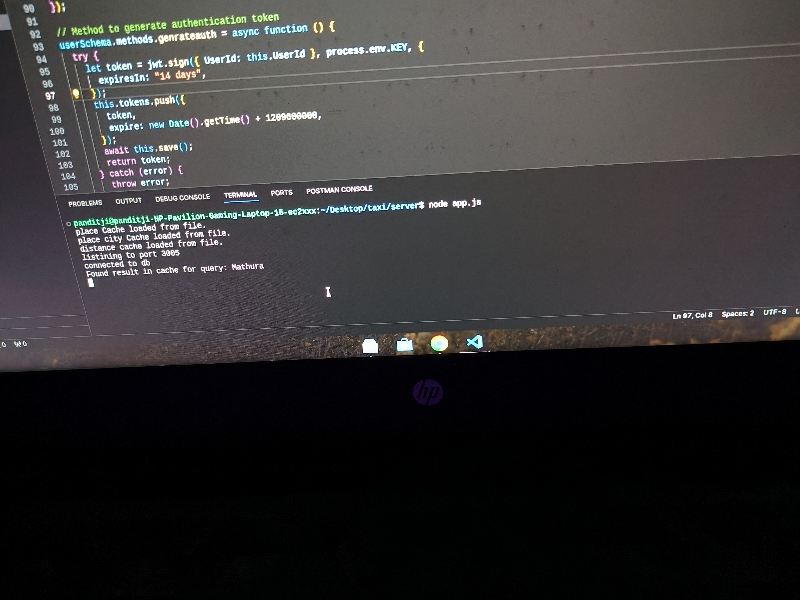 90 });
91
92 // Method to generate authentication token
93 userSchema.methods.genrateauth = async function () {
94 try {
95 let token = jwt.sign({ UserId: this.UserId }, process.env.KEY, {
96 expiresIn: "14 days",
97 });
98 this.tokens.push({
99 token,
100 expire: new Date().getTime() + 1209600000,
101 });
102 await this.save();
103 return token;
104 } catch (error) {
105 throw error;
PROBLEMS OUTPUT DEBUG CONSOLE TERMINAL PORTS POSTMAN CONSOLE
panditji@panditji-HP-Pavilion-Gaming-Laptop-15-ec2xxx:~/Desktop/taxi/server$ node app.js
place Cache loaded from file.
place city Cache loaded from file.
distance cache loaded from file.
listining to port 3005
connected to db
Found result in cache for query: Mathura
Ln 97, Col 8 Spaces: 2 UTF-8
hp